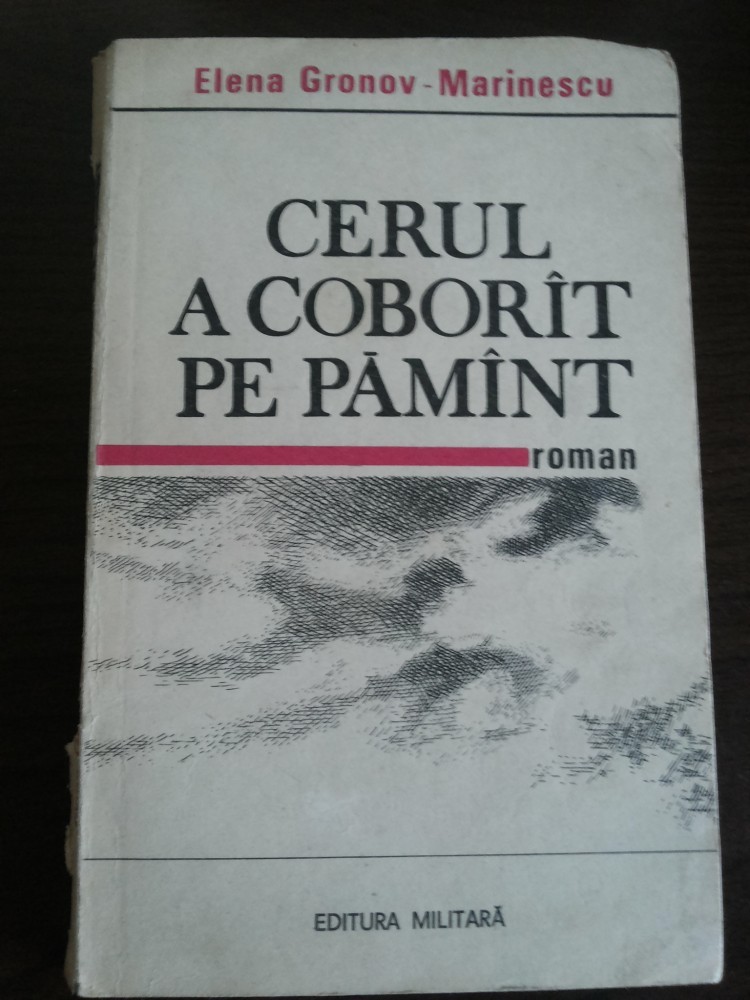 Elena Gronov-Marinescu
CERUL
A COBORÎT
PE PĂMÎNT
roman
EDITURA MILITARĂ